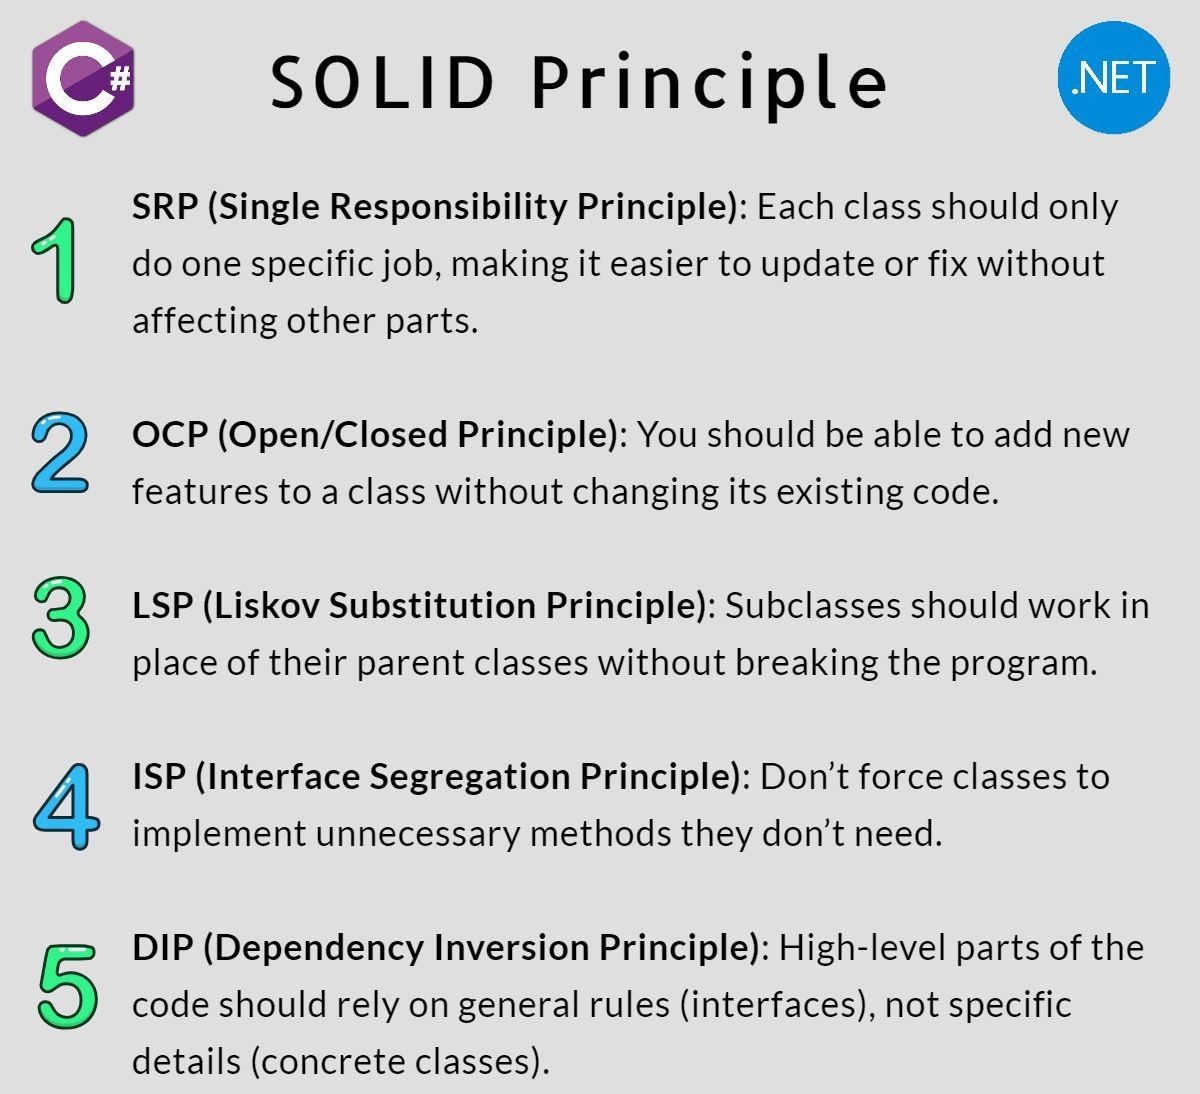 C#
SOLID Principle
.NET
1
SRP (Single Responsibility Principle): Each class should only
do one specific job, making it easier to update or fix without
affecting other parts.
2
OCP (Open/Closed Principle): You should be able to add new
features to a class without changing its existing code.
3
LSP (Liskov Substitution Principle): Subclasses should work in
place of their parent classes without breaking the program.
4
ISP (Interface Segregation Principle): Don’t force classes to
implement unnecessary methods they don’t need.
5
DIP (Dependency Inversion Principle): High-level parts of the
code should rely on general rules (interfaces), not specific
details (concrete classes).